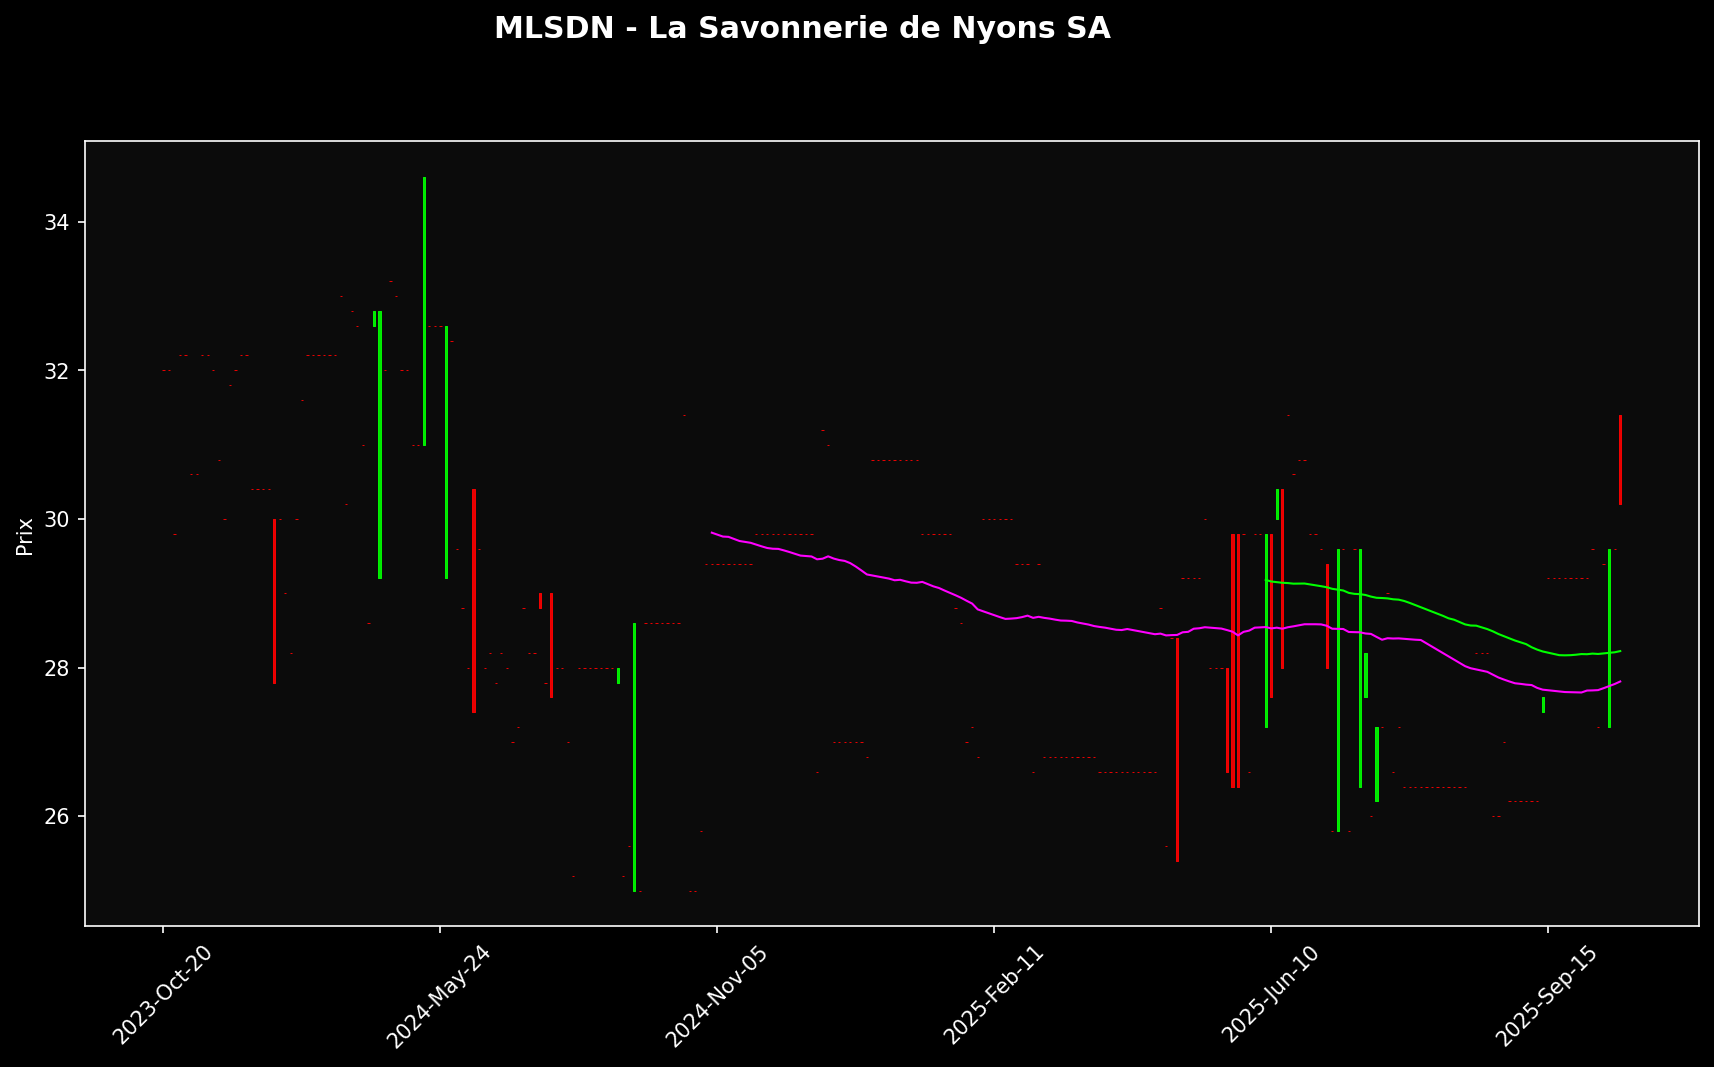 MLSDN - La Savonnerie de Nyons SA
Prix
34
32
30
28
26
2023-Oct-20
2024-May-24
2024-Nov-05
2025-Feb-11
2025-Jun-10
2025-Sep-15